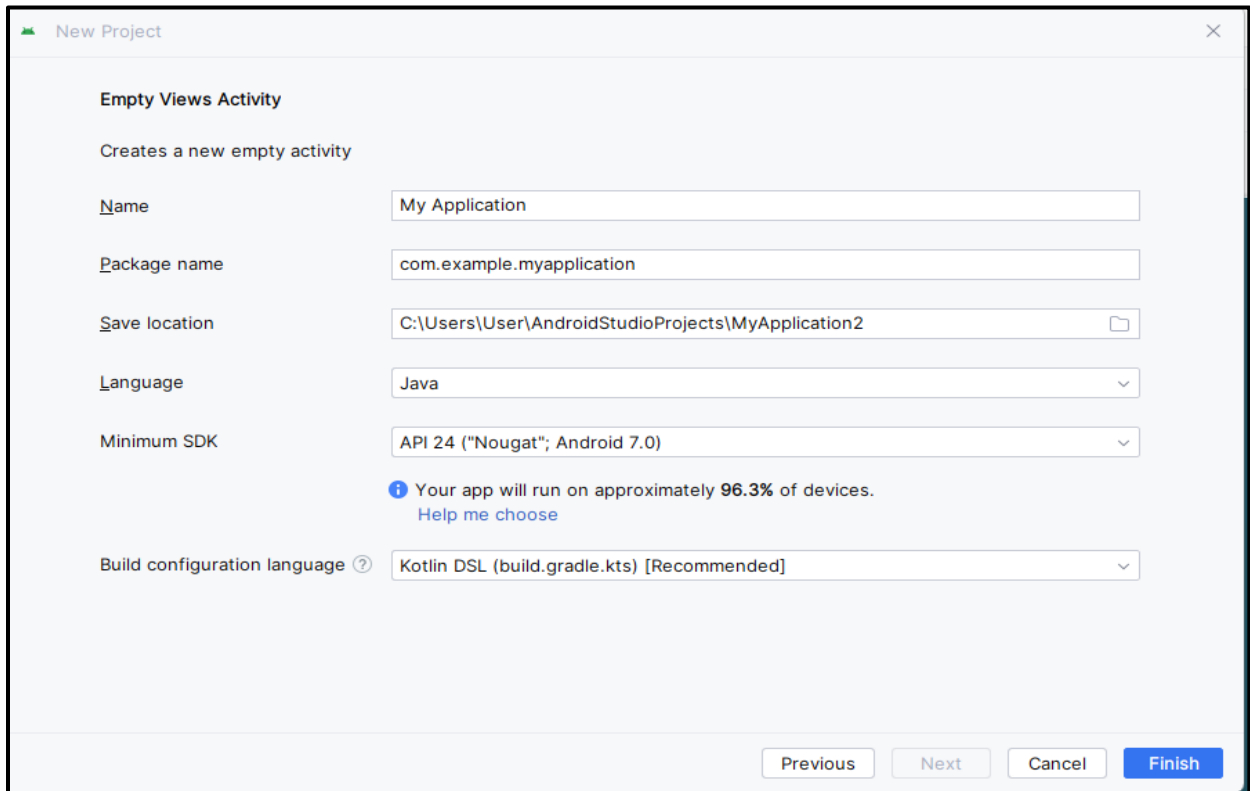 New Project
Empty Views Activity
Creates a new empty activity
Name
My Application
Package name
com.example.myapplication
Save location
C:\Users\User\AndroidStudioProjects\MyApplication2
Language
Java
Minimum SDK
API 24 ("Nougat"; Android 7.0)
Your app will run on approximately 96.3% of devices.
Help me choose
Build configuration language ?
Kotlin DSL (build.gradle.kts) [Recommended]
Previous
Next
Cancel
Finish